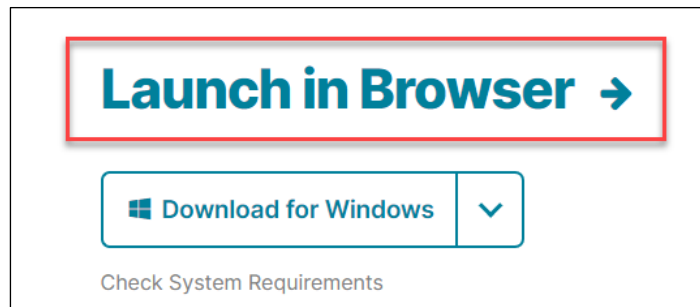 Launch in Browser →
Download for Windows
Check System Requirements